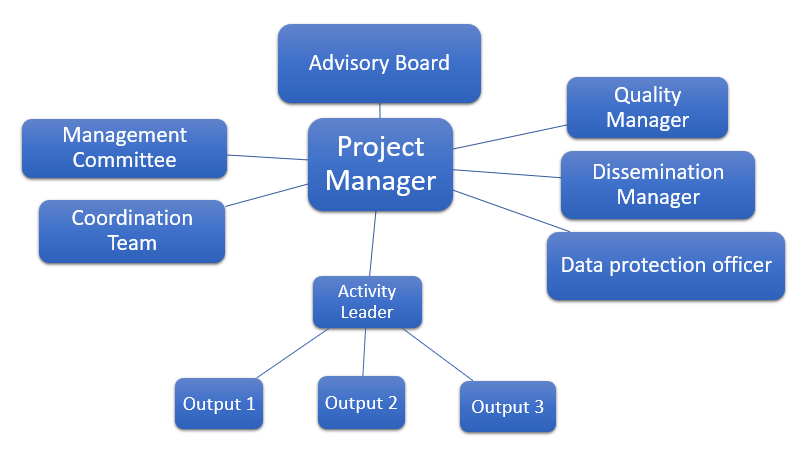 Advisory Board
Quality
Manager
Management
Committee
Project
Manager
Dissemination
Manager
Coordination
Team
Data protection officer
Activity
Leader
Output 1
Output 2
Output 3